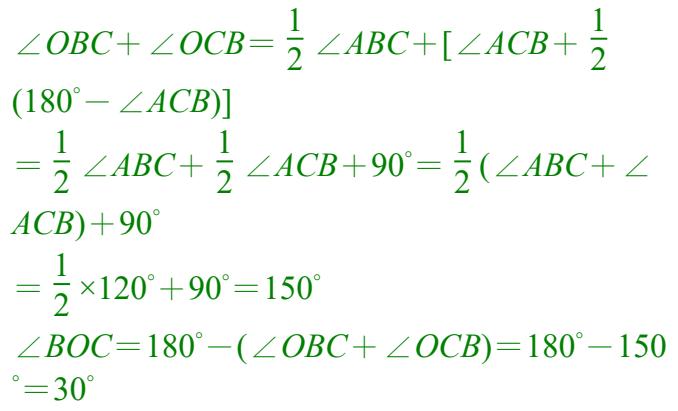 ∠OBC+∠OCB=1/2 ∠ABC+[∠ACB+1/2
(180°−∠ACB)]
=1/2 ∠ABC+1/2 ∠ACB+90°=1/2(∠ABC+∠
ACB)+90°
=1/2×120°+90°=150°
∠BOC=180°−(∠OBC+∠OCB)=180°−150
°=30°